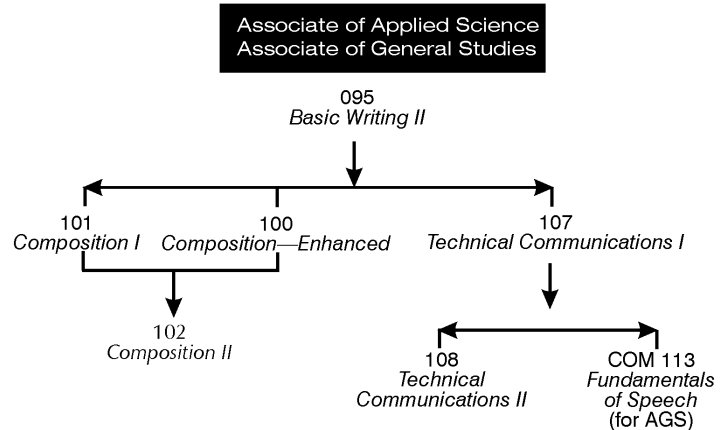 Associate of Applied Science
Associate of General Studies
095
Basic Writing II
101
Composition I
100
Composition—Enhanced
107
Technical Communications I
102
Composition II
108
Technical
Communications II
COM 113
Fundamentals
of Speech
(for AGS)